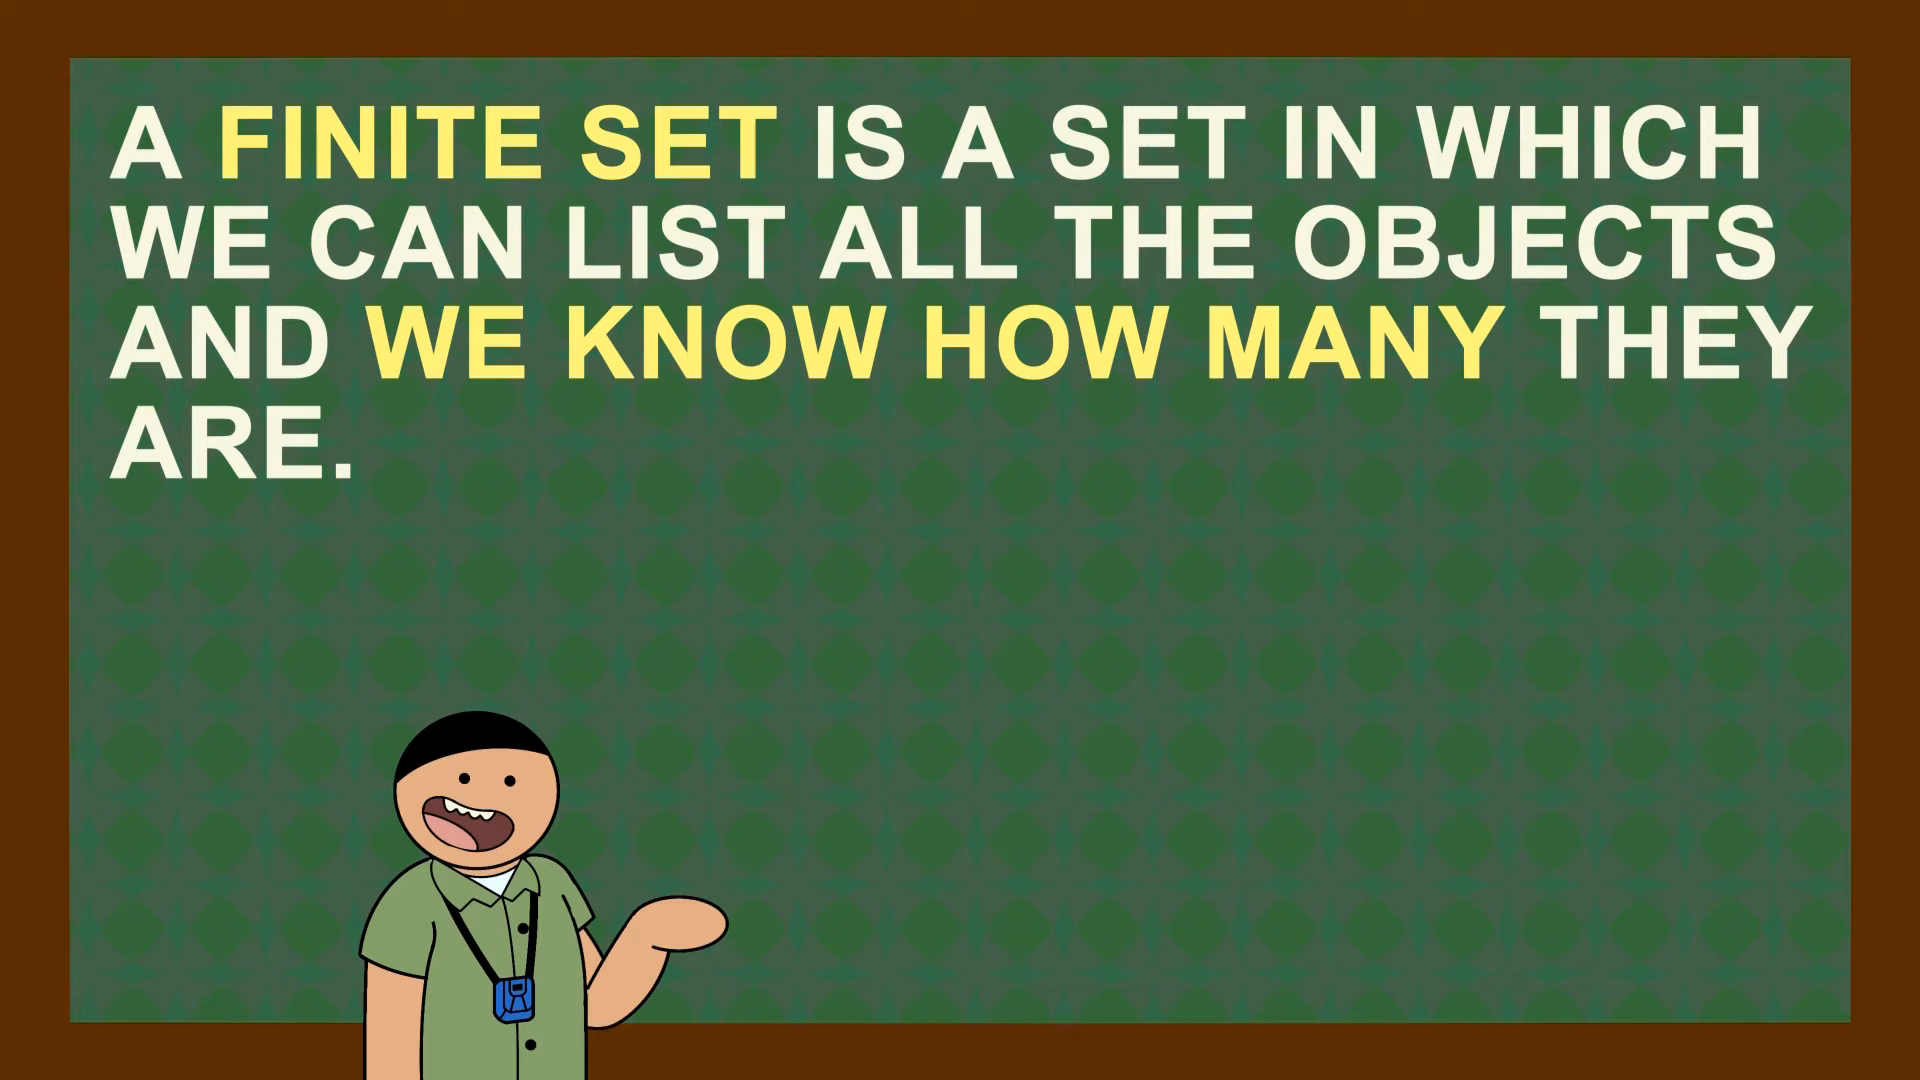 A FINITE SET IS A SET IN WHICH
WE CAN LIST ALL THE OBJECTS
AND WE KNOW HOW MANY THEY
ARE.